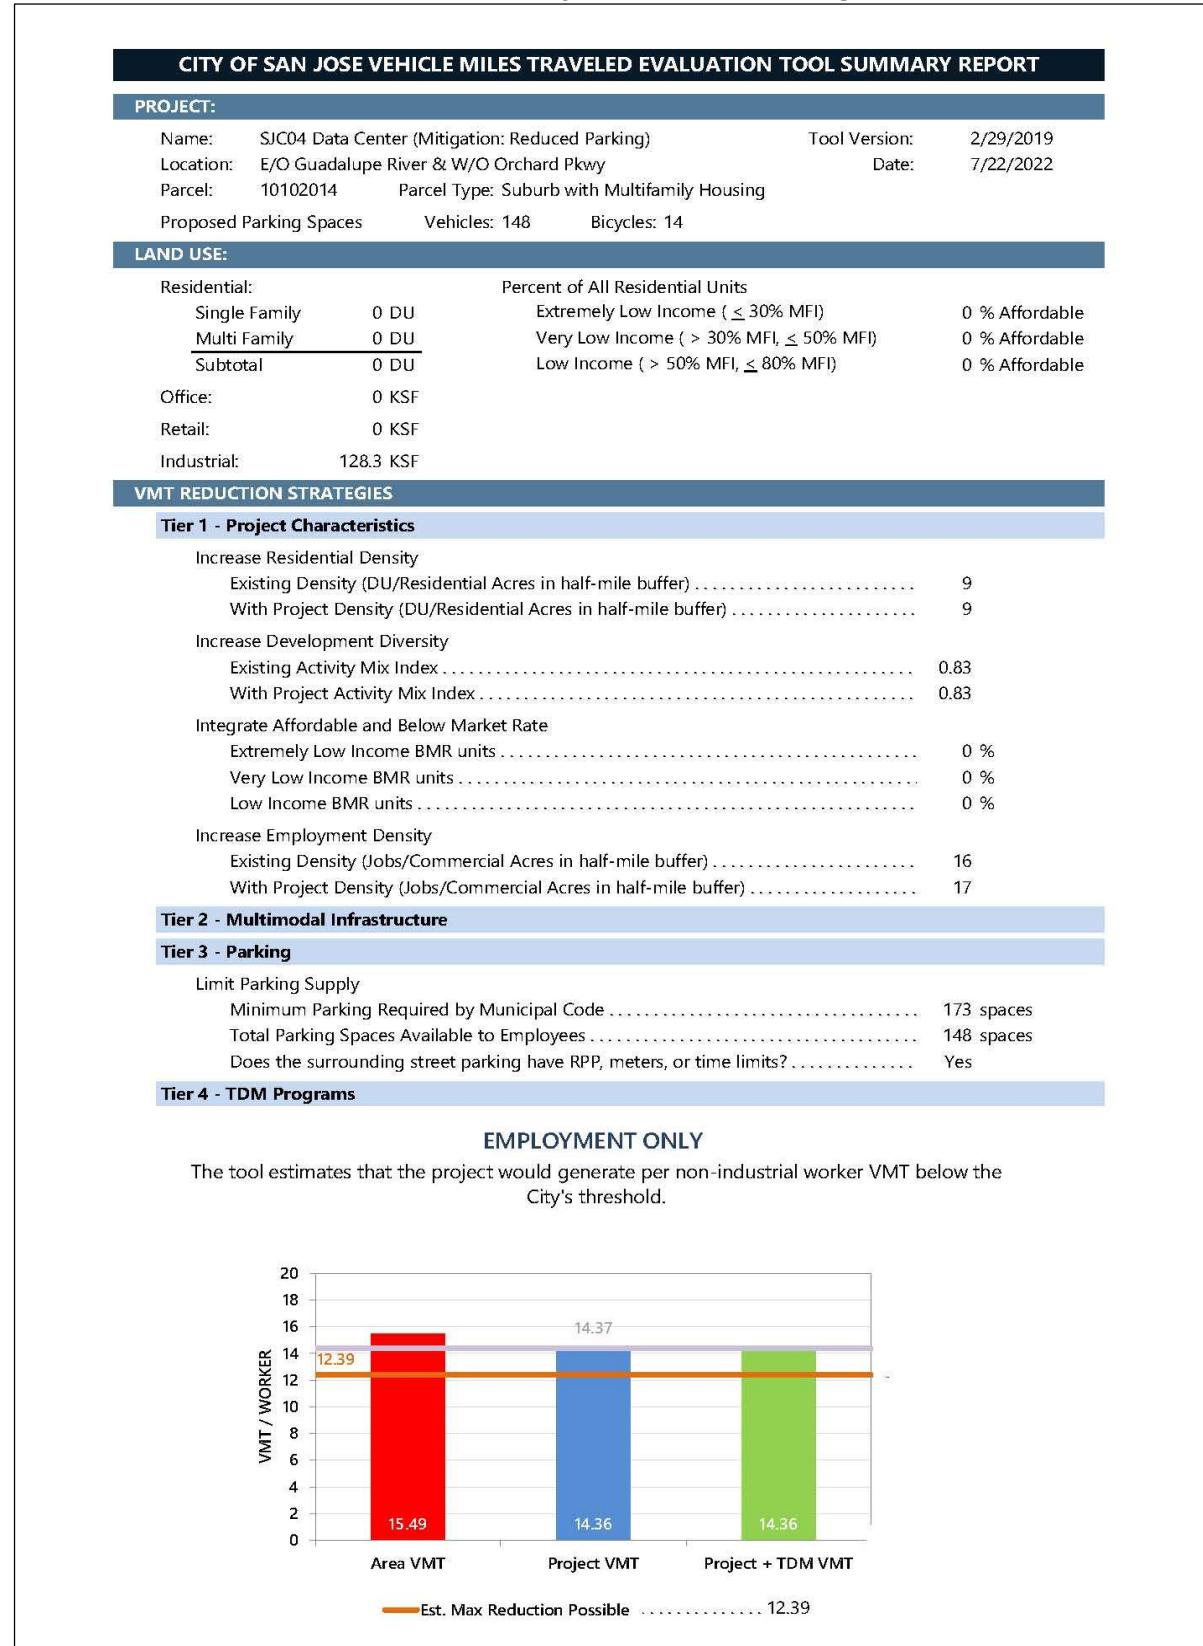 CITY OF SAN JOSE VEHICLE MILES TRAVELED EVALUATION TOOL SUMMARY REPORT
PROJECT:
Name: SJC04 Data Center (Mitigation: Reduced Parking) Tool Version: 2/29/2019
Location: E/O Guadalupe River & W/O Orchard Pkwy Date: 7/22/2022
Parcel: 10102014 Parcel Type: Suburb with Multifamily Housing
Proposed Parking Spaces Vehicles: 148 Bicycles: 14
LAND USE:
Residential: Percent of All Residential Units
Single Family 0 DU Extremely Low Income ( ≤ 30% MFI) 0 % Affordable
Multi Family 0 DU Very Low Income ( > 30% MFI, ≤ 50% MFI) 0 % Affordable
Subtotal 0 DU Low Income ( > 50% MFI, ≤ 80% MFI) 0 % Affordable
Office: 0 KSF
Retail: 0 KSF
Industrial: 128.3 KSF
VMT REDUCTION STRATEGIES
Tier 1 - Project Characteristics
Increase Residential Density
Existing Density (DU/Residential Acres in half-mile buffer) . . . . . . . . . . . . . . . . . . . . . . . . 9
With Project Density (DU/Residential Acres in half-mile buffer) . . . . . . . . . . . . . . . . . . . . 9
Increase Development Diversity
Existing Activity Mix Index . . . . . . . . . . . . . . . . . . . . . . . . . . . . . . . . . . . . . . . . . . . . . . . . . . . . 0.83
With Project Activity Mix Index . . . . . . . . . . . . . . . . . . . . . . . . . . . . . . . . . . . . . . . . . . . . . . . . 0.83
Integrate Affordable and Below Market Rate
Extremely Low Income BMR units . . . . . . . . . . . . . . . . . . . . . . . . . . . . . . . . . . . . . . . . . . . . . . 0 %
Very Low Income BMR units . . . . . . . . . . . . . . . . . . . . . . . . . . . . . . . . . . . . . . . . . . . . . . . . . . 0 %
Low Income BMR units . . . . . . . . . . . . . . . . . . . . . . . . . . . . . . . . . . . . . . . . . . . . . . . . . . . . . . 0 %
Increase Employment Density
Existing Density (Jobs/Commercial Acres in half-mile buffer) . . . . . . . . . . . . . . . . . . . . . . 16
With Project Density (Jobs/Commercial Acres in half-mile buffer) . . . . . . . . . . . . . . . . . . 17
Tier 2 - Multimodal Infrastructure
Tier 3 - Parking
Limit Parking Supply
Minimum Parking Required by Municipal Code . . . . . . . . . . . . . . . . . . . . . . . . . . . . . . . . . . 173 spaces
Total Parking Spaces Available to Employees . . . . . . . . . . . . . . . . . . . . . . . . . . . . . . . . . . . . 148 spaces
Does the surrounding street parking have RPP, meters, or time limits? . . . . . . . . . . . . . . Yes
Tier 4 - TDM Programs
EMPLOYMENT ONLY
The tool estimates that the project would generate per non-industrial worker VMT below the
City's threshold.
VMT / WORKER
20
18
16
14
12
10
8
6
4
2
0
14.37
12.39
15.49
14.36
14.36
Area VMT
Project VMT
Project + TDM VMT
Est. Max Reduction Possible . . . . . . . . . . . . . . 12.39